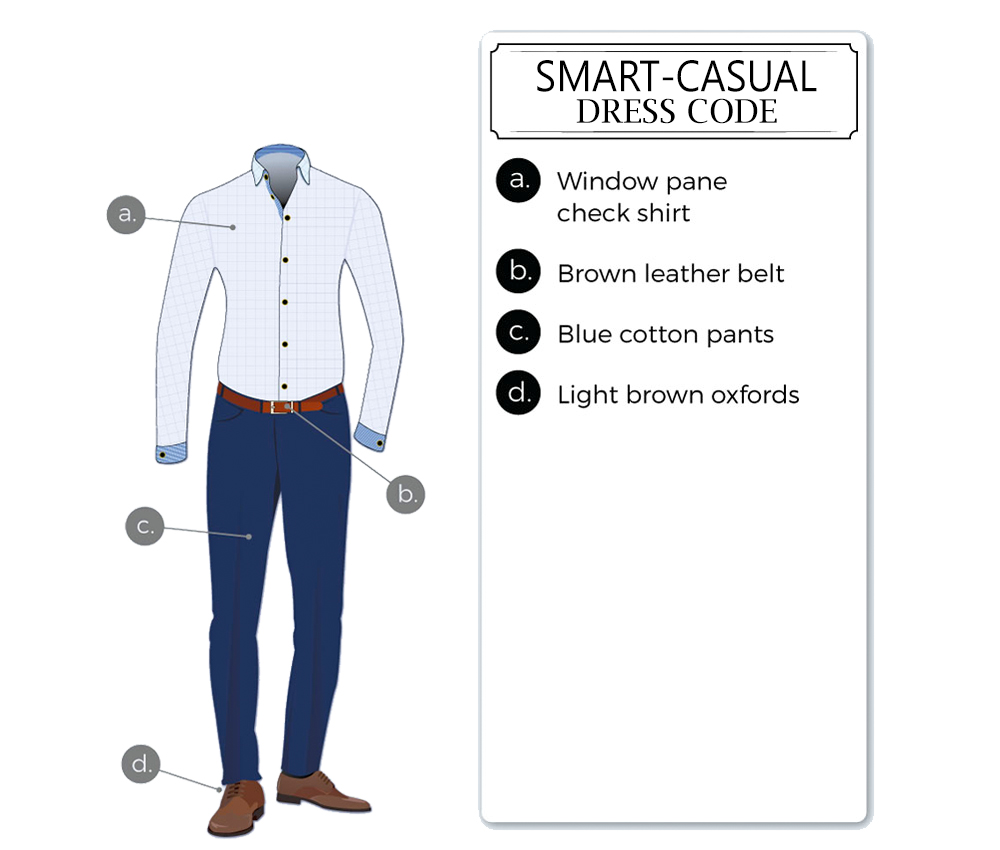 SMART-CASUAL
DRESS CODE
a.
a. Window pane
check shirt
b. Brown leather belt
c. Blue cotton pants
d. Light brown oxfords
b.
c.
d.